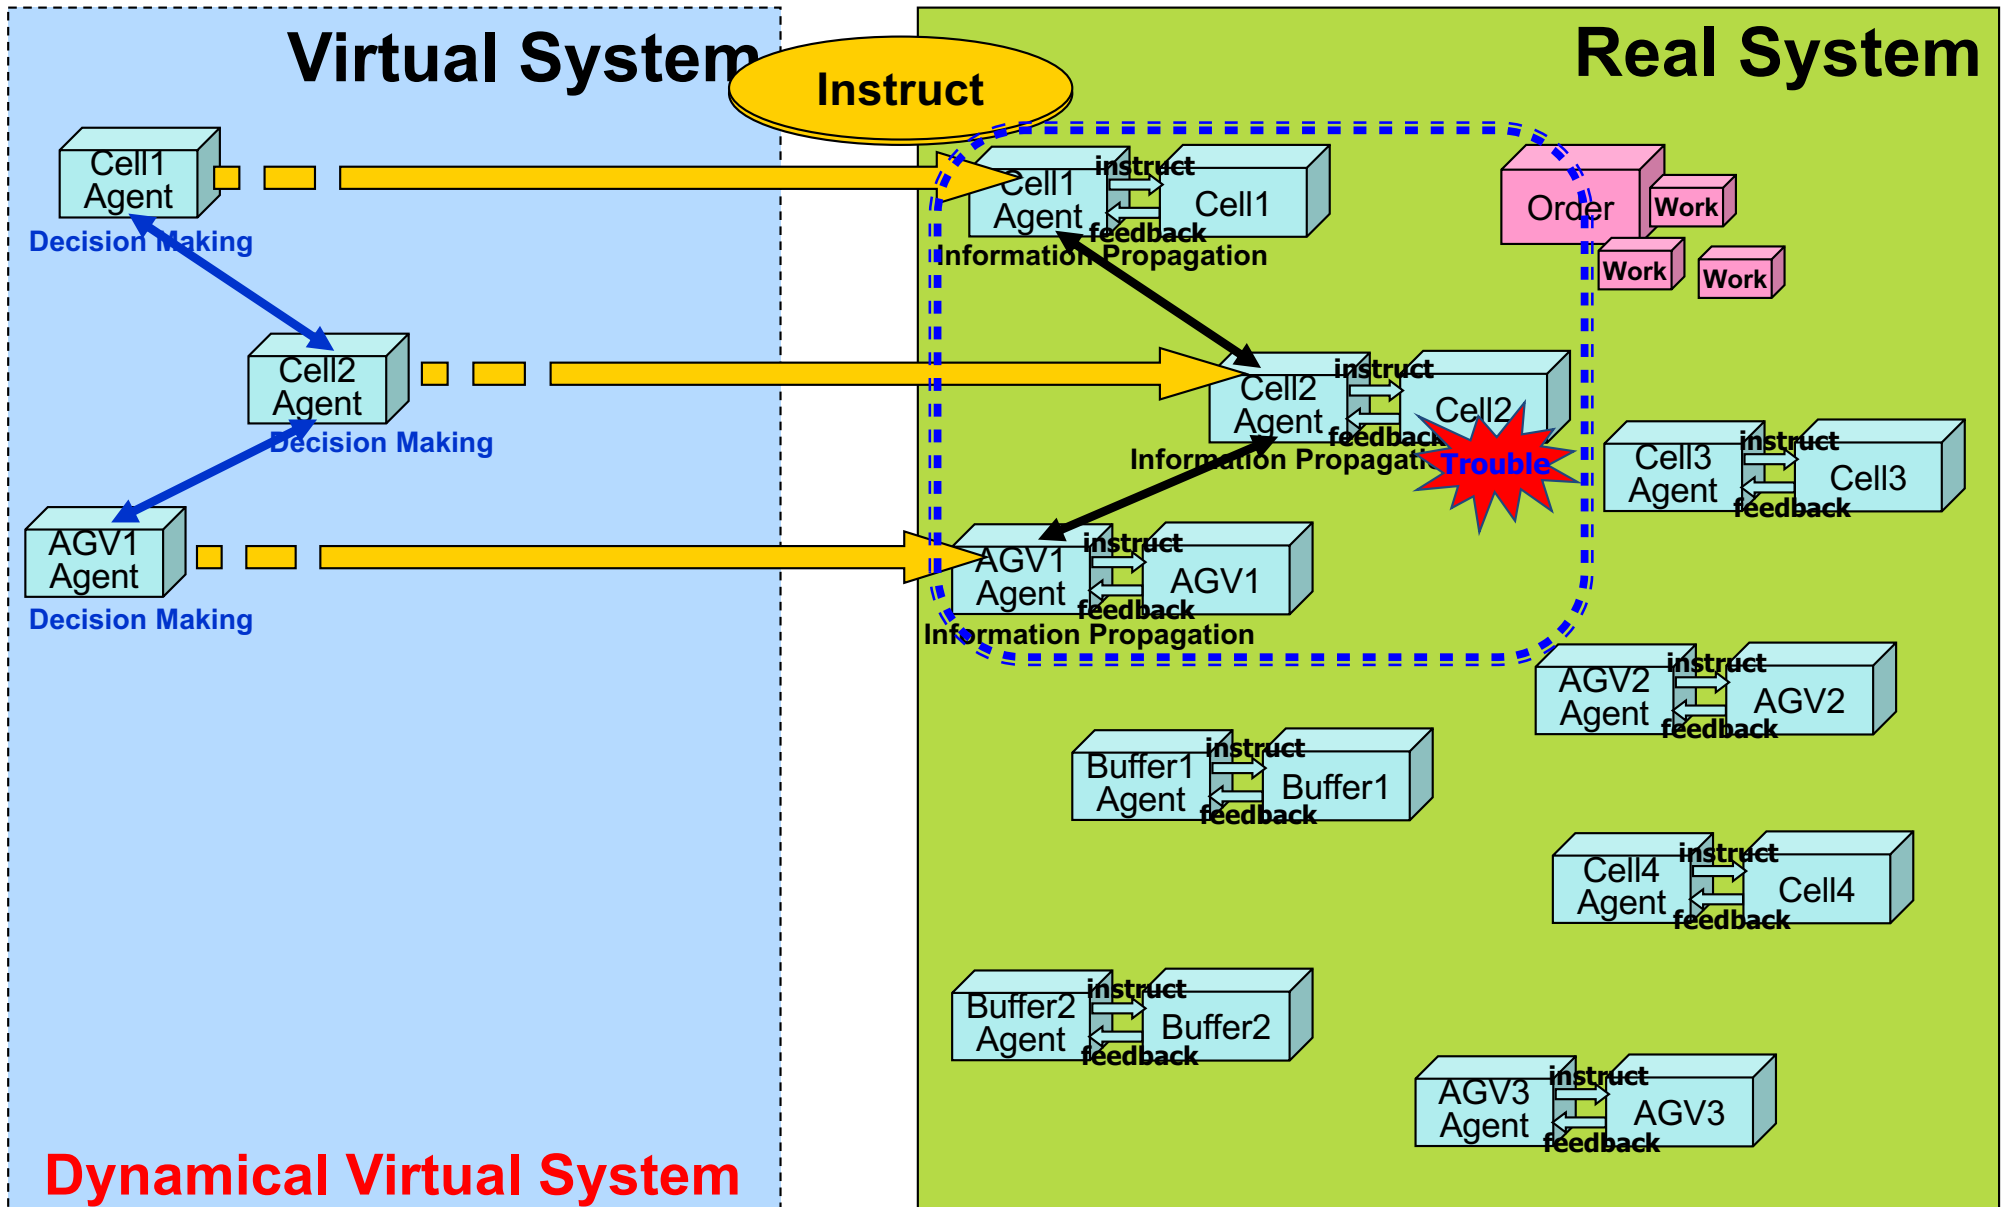 Virtual System
Instruct
Real System
Cell1
Agent
Decision Making
Cell2
Agent
Decision Making
AGV1
Agent
Decision Making
Dynamical Virtual System
Cell1
Agent
instruct
feedback
Cell1
Information Propagation
Order
Work
Work
Work
Cell2
Agent
instruct
feedback
Cell2
Information Propagati
Trouble
Cell3
Agent
instruct
feedback
Cell3
AGV1
Agent
instruct
feedback
AGV1
Information Propagation
AGV2
Agent
instruct
feedback
AGV2
Buffer1
Agent
instruct
feedback
Buffer1
Cell4
Agent
instruct
feedback
Cell4
Buffer2
Agent
instruct
feedback
Buffer2
AGV3
Agent
instruct
feedback
AGV3